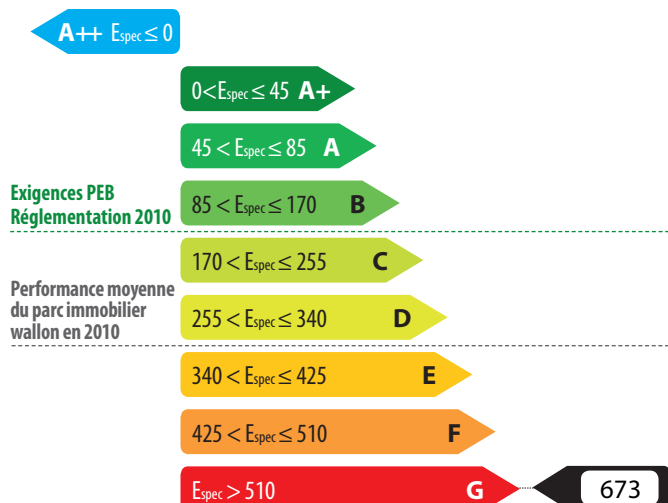 A++ Espec ≤ 0
0<Espec ≤ 45 A+
45 < Espec ≤ 85 A
Exigences PEB
Réglementation 2010
85 < Espec ≤ 170 B
170 < Espec ≤ 255 C
Performance moyenne
du parc immobilier
wallon en 2010
255 < Espec ≤ 340 D
340 < Espec ≤ 425 E
425 < Espec ≤ 510 F
Espec > 510 G 673